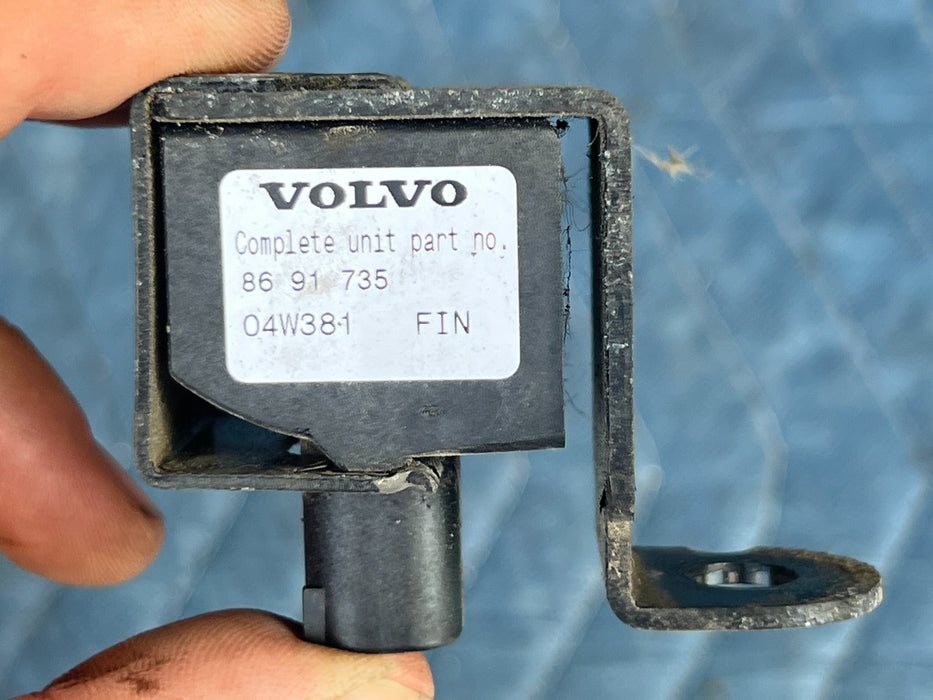 VOLVO
Complete unit part no.
86 91 735
04W381 FIN